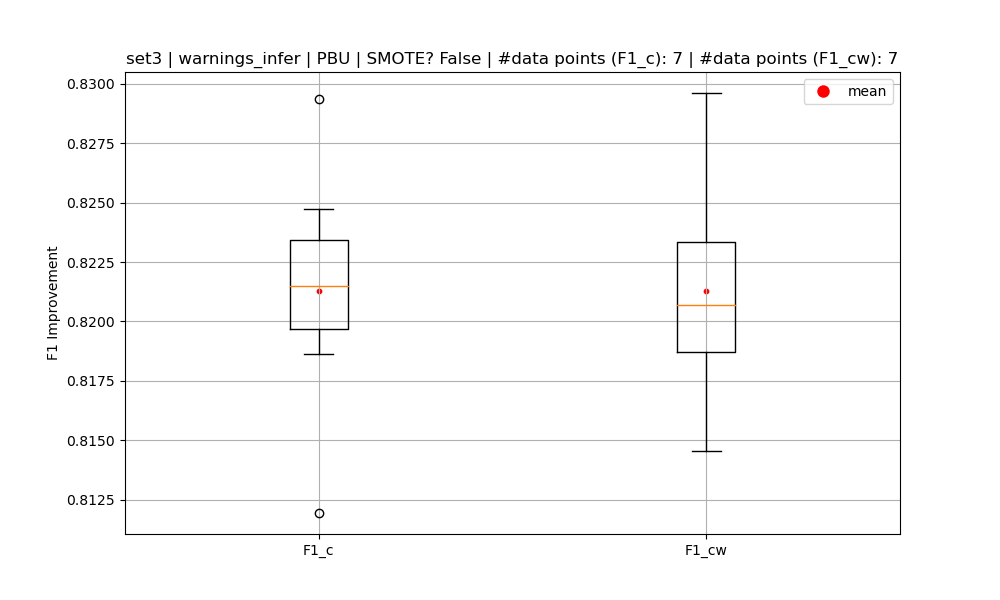 set3 | warnings_infer | PBU | SMOTE? False | #data points (F1_c): 7 | #data points (F1_cw): 7
mean
F1 Improvement
0.8300
0.8275
0.8250
0.8225
0.8200
0.8175
0.8150
0.8125
F1_c
F1_cw